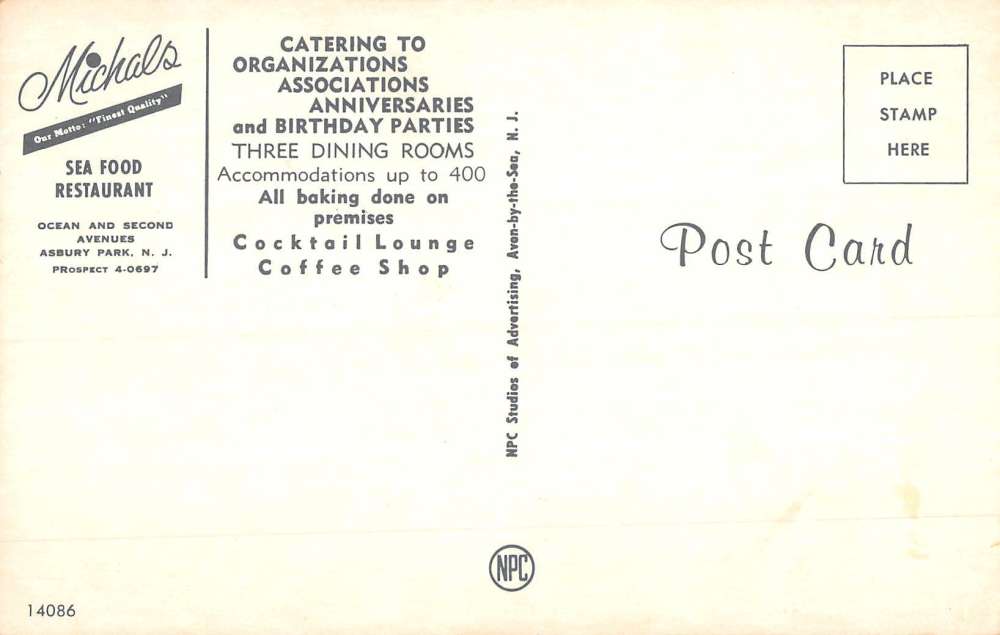 Michals
Our Motto: "Finest Quality"
SEA FOOD
RESTAURANT
OCEAN AND SECOND
AVENUES
ASBURY PARK, N. J.
PROSPECT 4-0697
CATERING TO
ORGANIZATIONS
ASSOCIATIONS
ANNIVERSARIES
and BIRTHDAY PARTIES
THREE DINING ROOMS
Accommodations up to 400
All baking done on
premises
Cocktail Lounge
Coffee Shop
NPC Studios of Advertising, Avon-by-the-Sea, N. J.
PLACE
STAMP
HERE
Post Card
NPC
14086